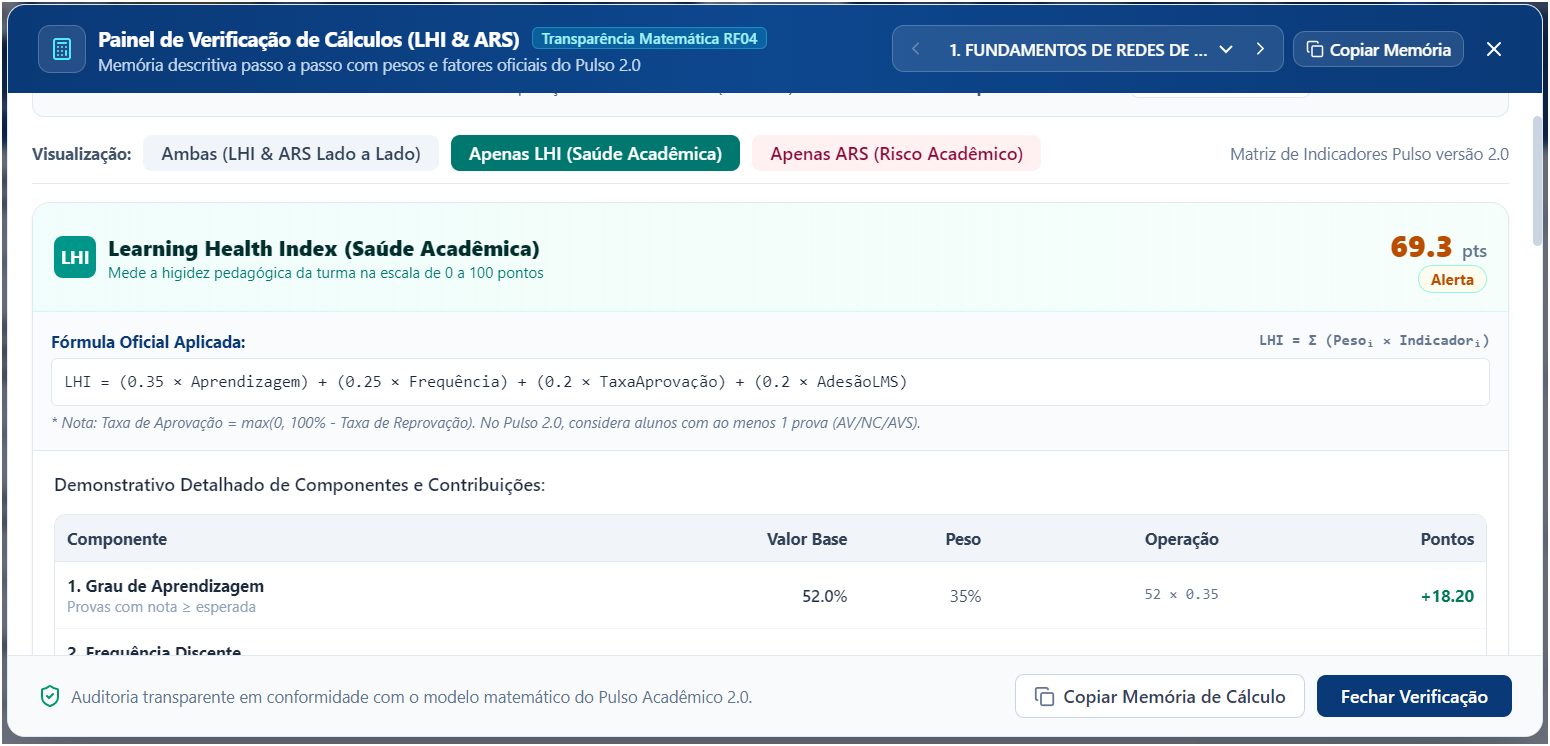 Painel de Verificação de Cálculos (LHI & ARS)
Transparência Matemática RF04
Memória descritiva passo a passo com pesos e fatores oficiais do Pulso 2.0
1. FUNDAMENTOS DE REDES DE ...
Copiar Memória
Visualização:
Ambas (LHI & ARS Lado a Lado)
Apenas LHI (Saúde Acadêmica)
Apenas ARS (Risco Acadêmico)
Matriz de Indicadores Pulso versão 2.0
LHI
Learning Health Index (Saúde Acadêmica)
Mede a higidez pedagógica da turma na escala de 0 a 100 pontos
69.3 pts
Alerta
Fórmula Oficial Aplicada:
LHI = Σ (Pesoᵢ × Indicadorᵢ)
LHI = (0.35 × Aprendizagem) + (0.25 × Frequência) + (0.2 × TaxaAprovação) + (0.2 × AdesãoLMS)
* Nota: Taxa de Aprovação = max(0, 100% - Taxa de Reprovação). No Pulso 2.0, considera alunos com ao menos 1 prova (AV/NC/AVS).
Demonstrativo Detalhado de Componentes e Contribuições:
Componente Valor Base Peso Operação Pontos
1. Grau de Aprendizagem
Provas com nota ≥ esperada
52.0% 35% 52 × 0.35 +18.20
2. Frequência Discente
Auditoria transparente em conformidade com o modelo matemático do Pulso Acadêmico 2.0.
Copiar Memória de Cálculo
Fechar Verificação